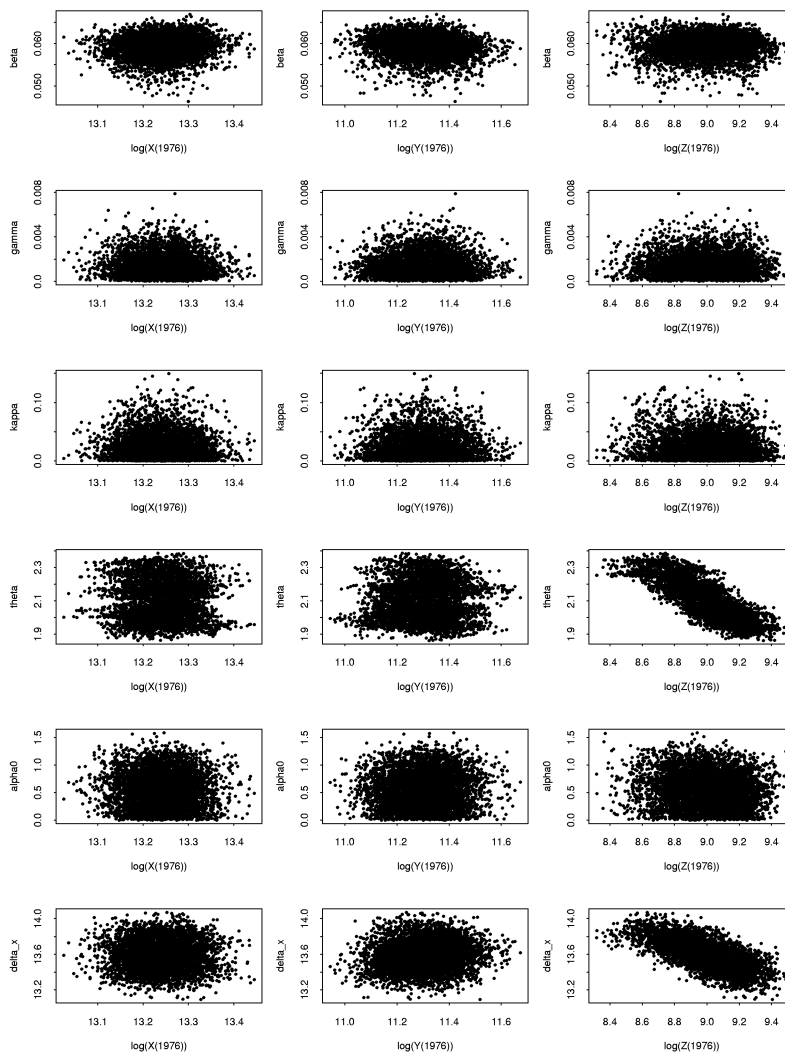 beta
0.050 0.060
13.1 13.2 13.3 13.4
log(X(1976))
beta
0.050 0.060
11.0 11.2 11.4 11.6
log(Y(1976))
beta
0.050 0.060
8.4 8.6 8.8 9.0 9.2 9.4
log(Z(1976))
gamma
0.0 0.004 0.008
13.1 13.2 13.3 13.4
log(X(1976))
gamma
0.0 0.004 0.008
11.0 11.2 11.4 11.6
log(Y(1976))
gamma
0.0 0.004 0.008
8.4 8.6 8.8 9.0 9.2 9.4
log(Z(1976))
kappa
0.0 0.10
13.1 13.2 13.3 13.4
log(X(1976))
kappa
0.0 0.10
11.0 11.2 11.4 11.6
log(Y(1976))
kappa
0.0 0.10
8.4 8.6 8.8 9.0 9.2 9.4
log(Z(1976))
theta
1.9 2.1 2.3
13.1 13.2 13.3 13.4
log(X(1976))
theta
1.9 2.1 2.3
11.0 11.2 11.4 11.6
log(Y(1976))
theta
1.9 2.1 2.3
8.4 8.6 8.8 9.0 9.2 9.4
log(Z(1976))
alpha0
0.0 0.5 1.0 1.5
13.1 13.2 13.3 13.4
log(X(1976))
alpha0
0.0 0.5 1.0 1.5
11.0 11.2 11.4 11.6
log(Y(1976))
alpha0
0.0 0.5 1.0 1.5
8.4 8.6 8.8 9.0 9.2 9.4
log(Z(1976))
delta_x
13.2 13.6 14.0
13.1 13.2 13.3 13.4
log(X(1976))
delta_x
13.2 13.6 14.0
11.0 11.2 11.4 11.6
log(Y(1976))
delta_x
13.2 13.6 14.0
8.4 8.6 8.8 9.0 9.2 9.4
log(Z(1976))